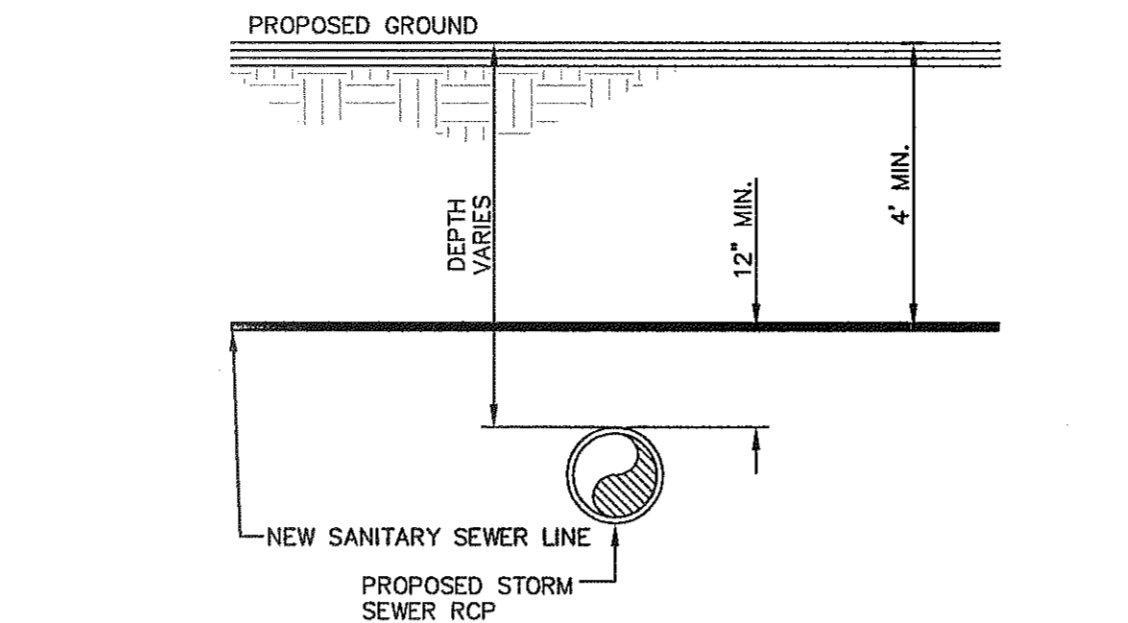 PROPOSED GROUND
DEPTH
VARIES
12" MIN.
4' MIN.
NEW SANITARY SEWER LINE
PROPOSED STORM
SEWER RCP